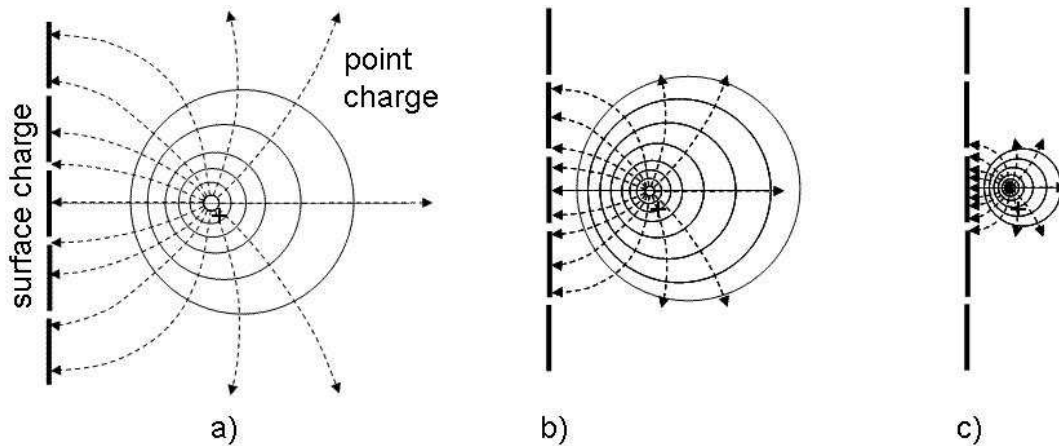 surface charge
point
charge
+
+
+
a)
b)
c)